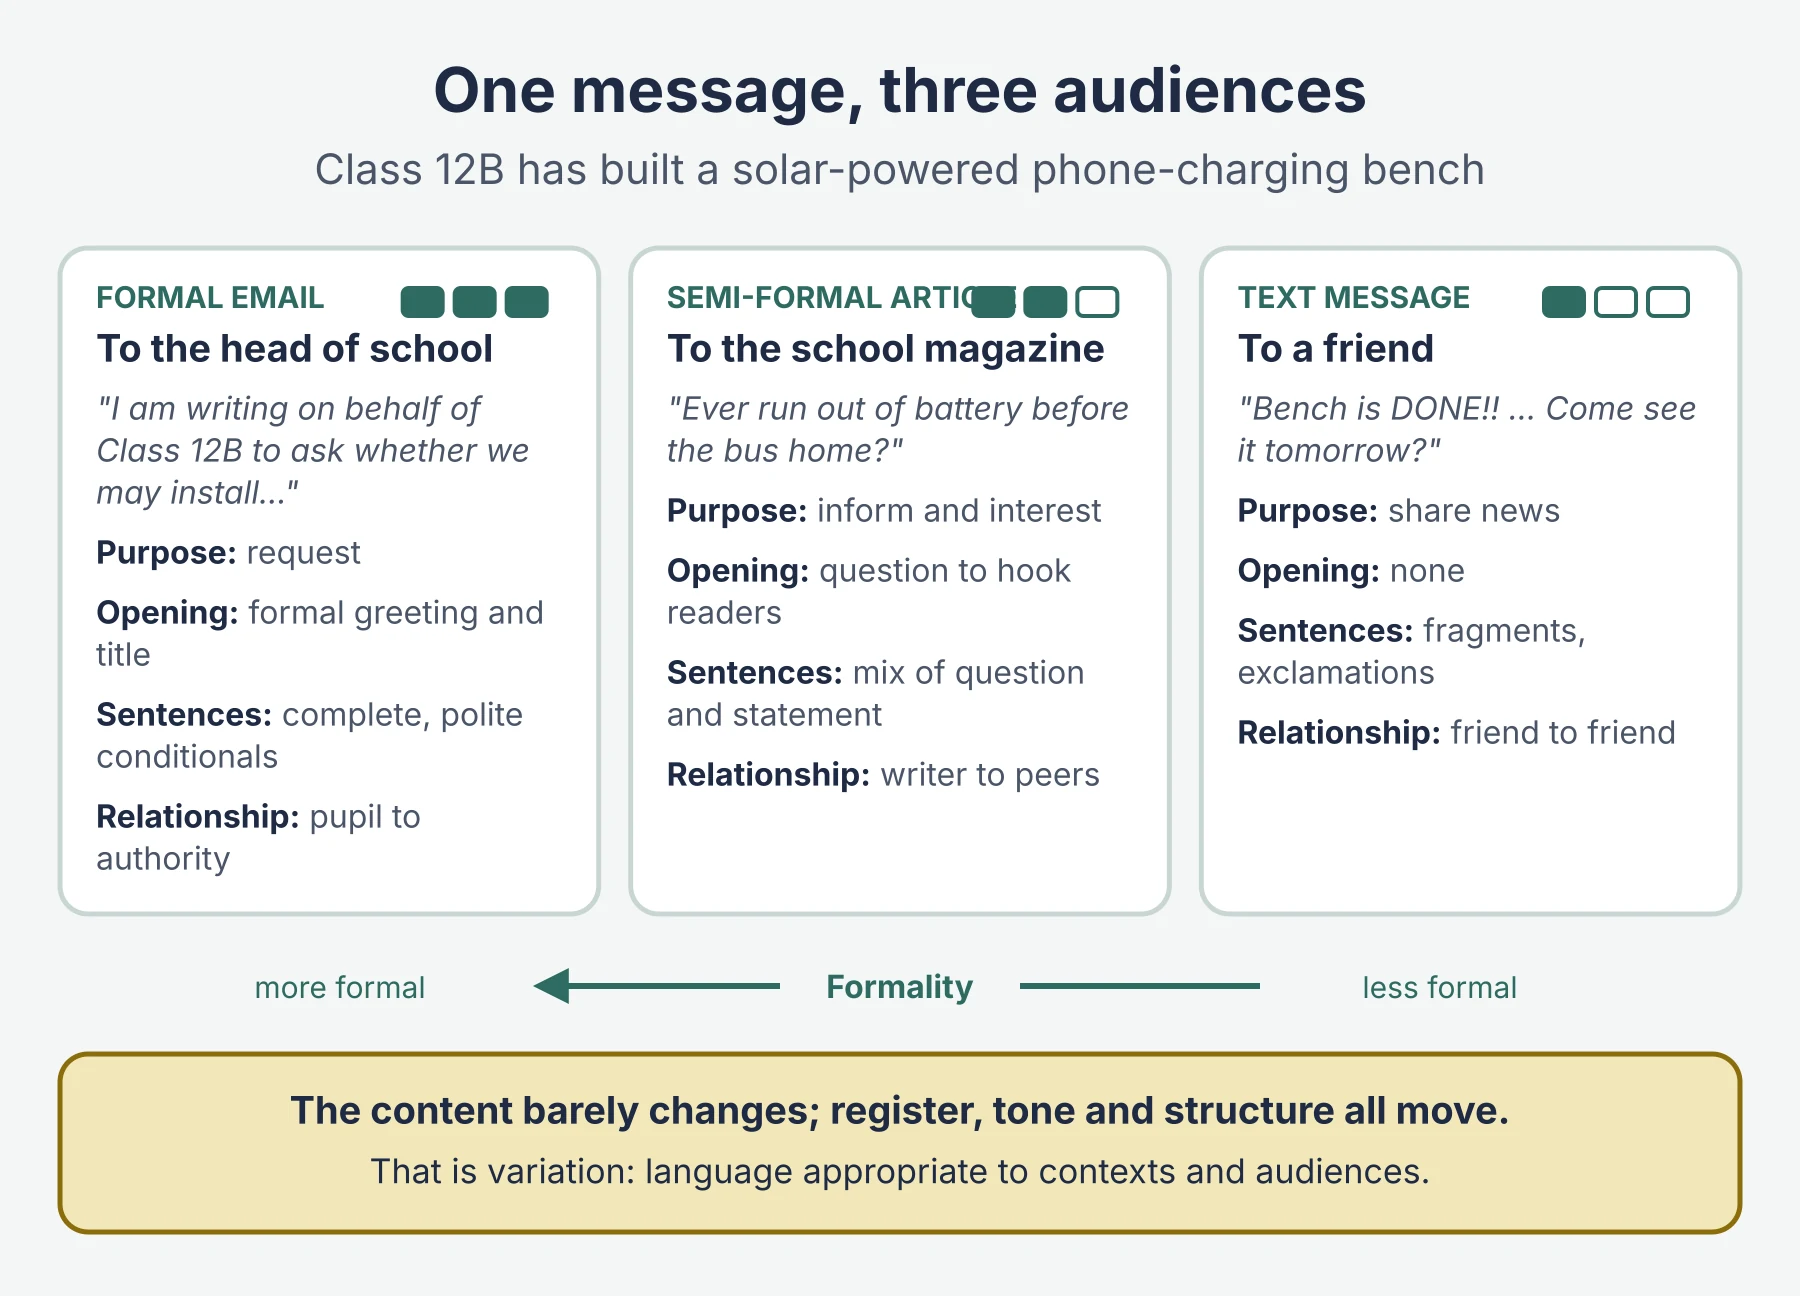 One message, three audiences
Class 12B has built a solar-powered phone-charging bench
FORMAL EMAIL
To the head of school
"I am writing on behalf of
Class 12B to ask whether we
may install..."
Purpose: request
Opening: formal greeting and
title
Sentences: complete, polite
conditionals
Relationship: pupil to
authority
SEMI-FORMAL
To the school magazine
"Ever run out of battery before
the bus home?"
Purpose: inform and interest
Opening: question to hook
readers
Sentences: mix of question
and statement
Relationship: writer to peers
TEXT MESSAGE
To a friend
"Bench is DONE!! ... Come see
it tomorrow?"
Purpose: share news
Opening: none
Sentences: fragments,
exclamations
Relationship: friend to friend
more formal
Formality
less formal
The content barely changes; register, tone and structure all move.
That is variation: language appropriate to contexts and audiences.